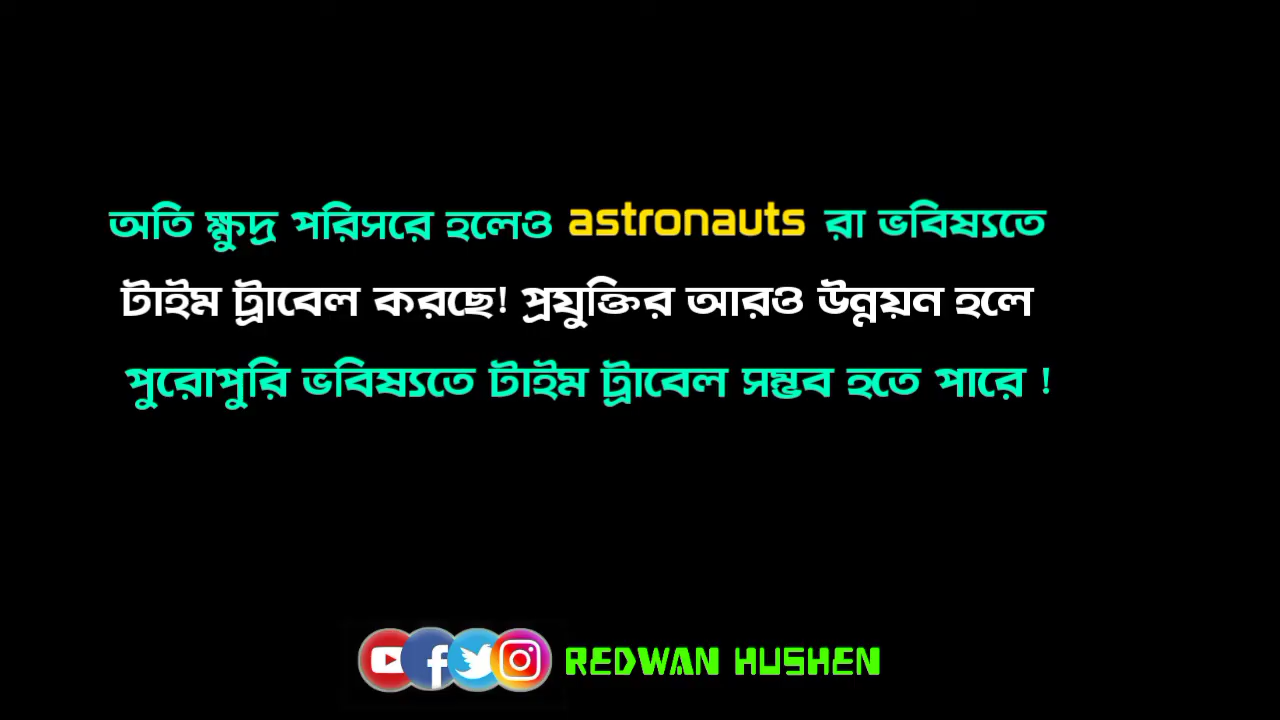 অতি ক্ষুদ্র পরিসরে হলেও astronauts রা ভবিষ্যতে
টাইম ট্রাবেল করছে! প্রযুক্তির আরও উন্নয়ন হলে
পুরোপুরি ভবিষ্যতে টাইম ট্রাবেল সম্ভব হতে পারে !
REDWAN HUSHEN